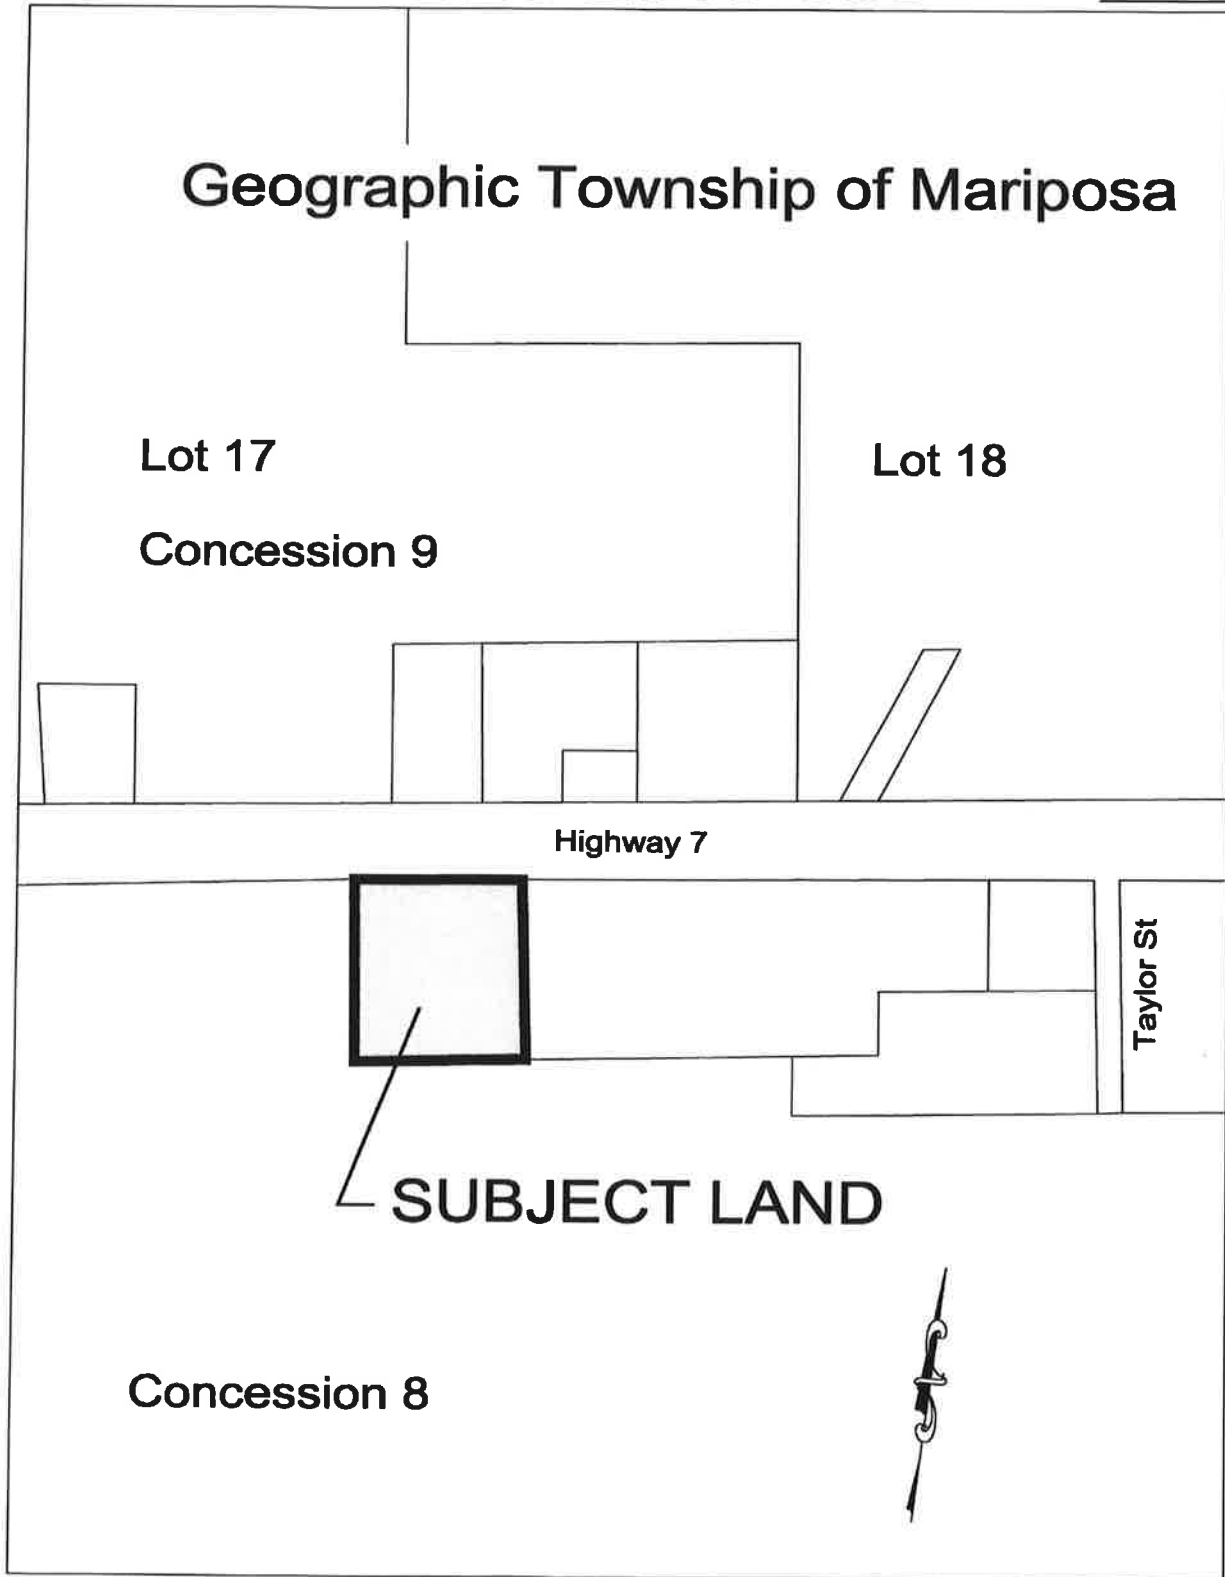 Geographic Township of Mariposa
Lot 17
Lot 18
Concession 9
Highway 7
Taylor St
SUBJECT LAND
Concession 8